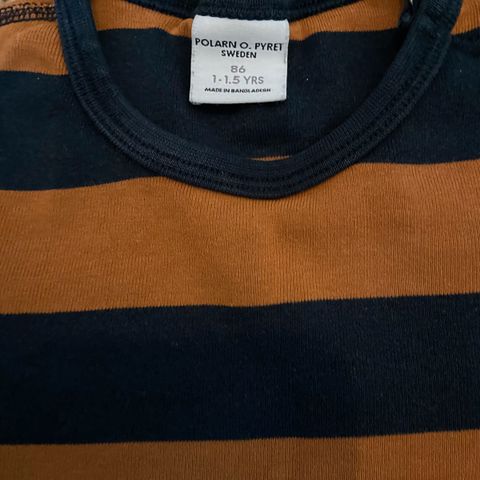 POLARN O. PYRET
SWEDEN
86
1-1.5 YRS
MADE IN BANGLADESH